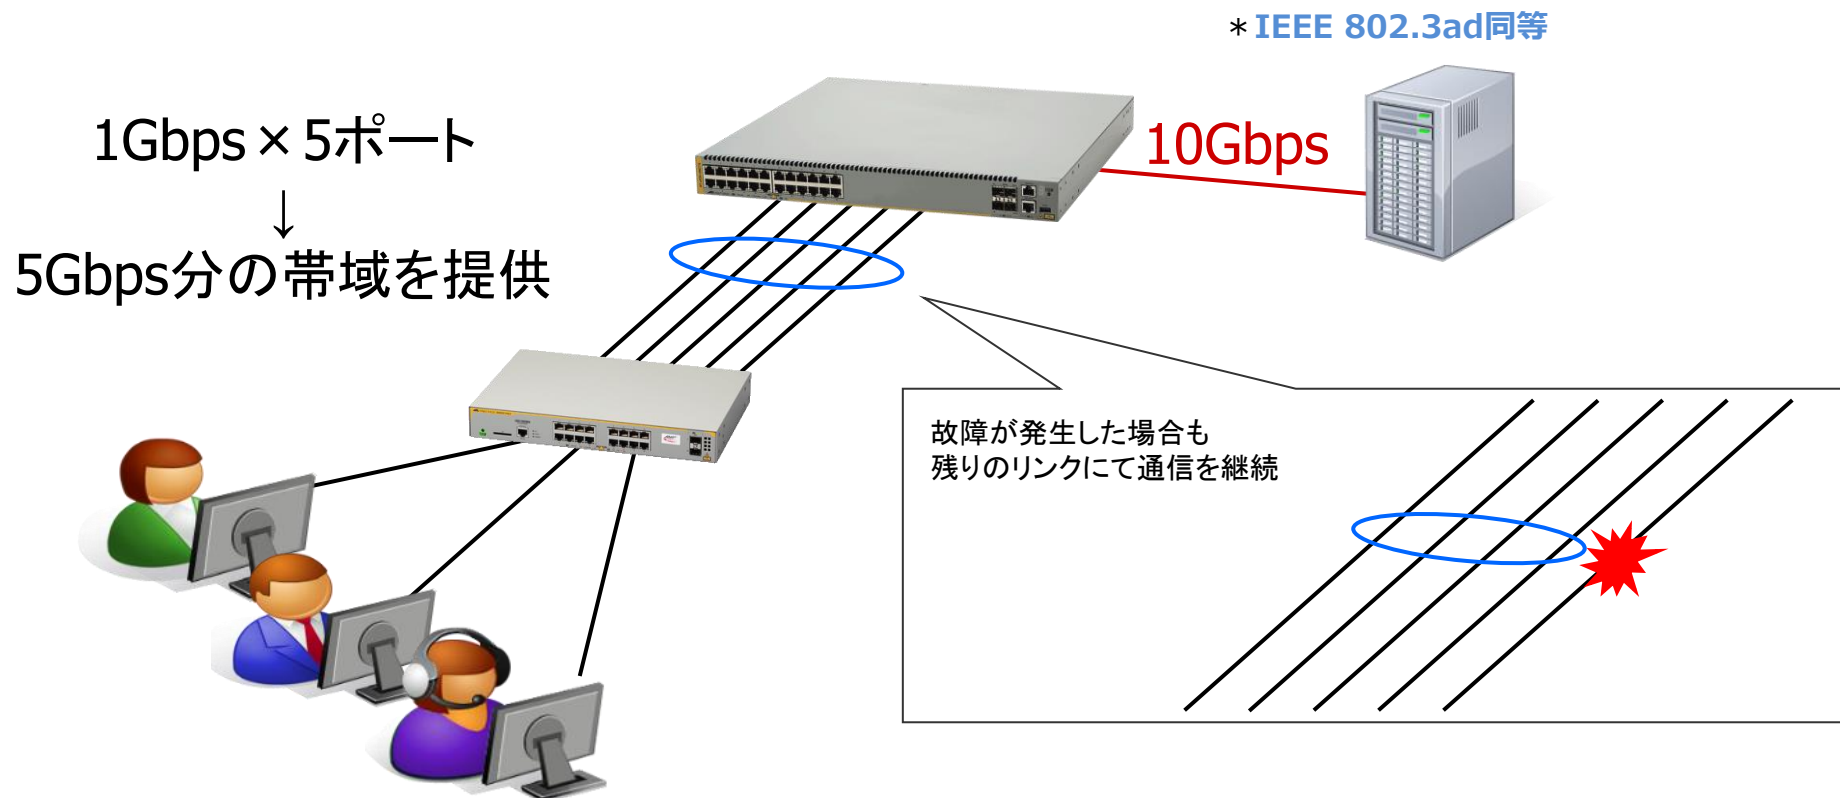 ＊IEEE 802.3ad同等
1Gbps×5ポート
↓
5Gbps分の帯域を提供
10Gbps
故障が発生した場合も
残りのリンクにて通信を継続